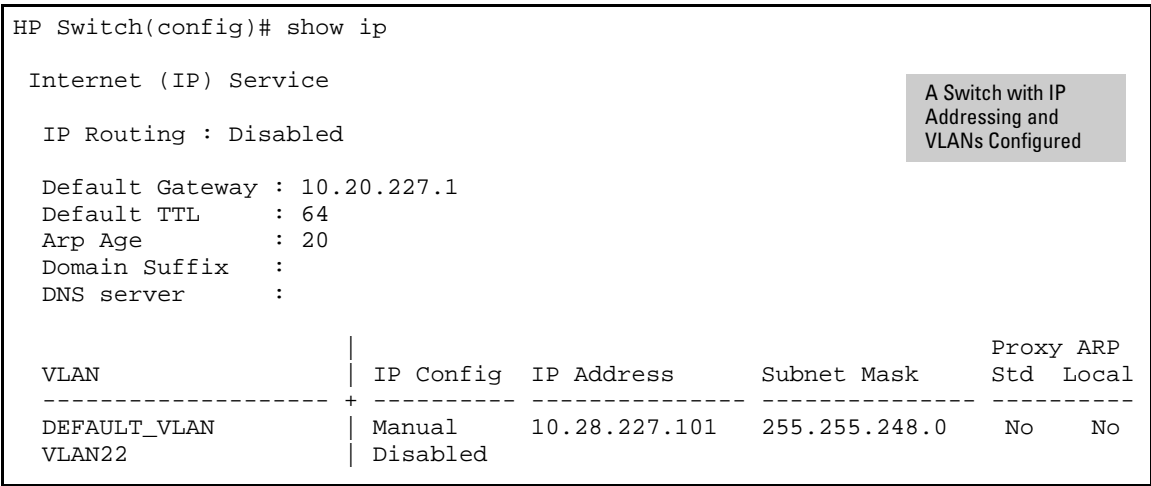 HP Switch(config)# show ip
Internet (IP) Service
A Switch with IP
Addressing and
VLANs Configured
IP Routing : Disabled
Default Gateway : 10.20.227.1
Default TTL     : 64
Arp Age         : 20
Domain Suffix   :
DNS server      :
                     |                                            Proxy ARP
VLAN                 | IP Config  IP Address      Subnet Mask     Std  Local
-------------------- + ---------- --------------- --------------- ----------
DEFAULT_VLAN         | Manual     10.28.227.101   255.255.248.0    No    No
VLAN22               | Disabled